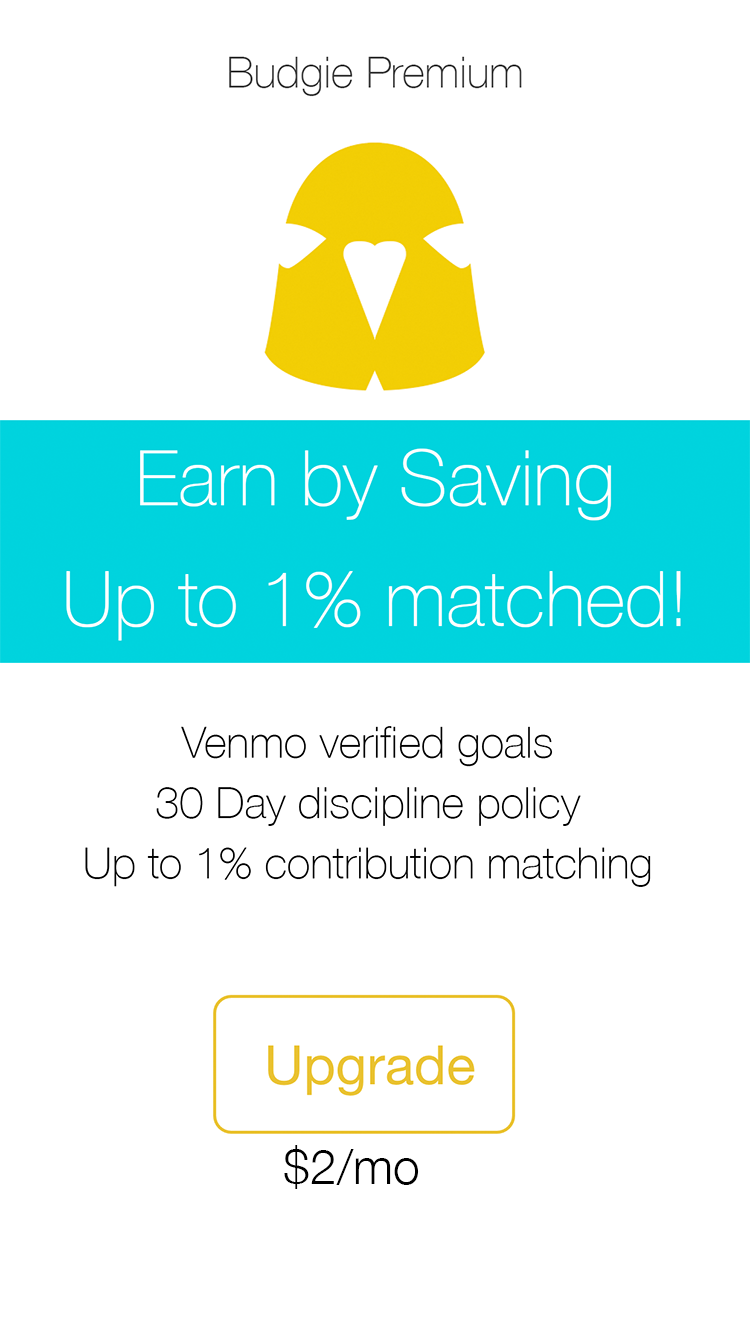 Budgie Premium
Earn by Saving
Up to 1% matched!
Venmo verified goals
30 Day discipline policy
Up to 1% contribution matching
Upgrade
$2/mo